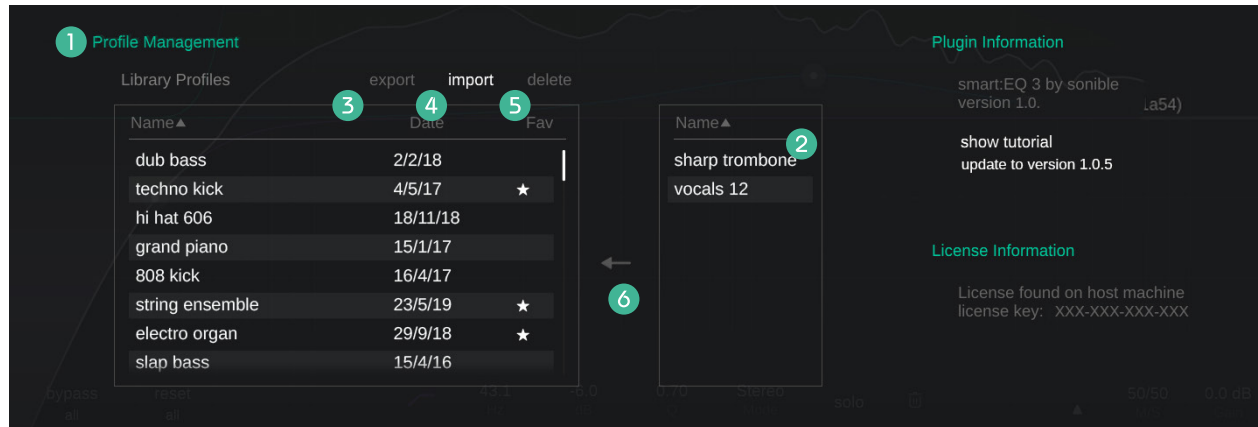 1 Profile Management
Plugin Information
Library Profiles export import delete
smart:EQ 3 by sonible
version 1.0. .a54)
3 4 5
Name▲ Date Fav
Name▲
2
show tutorial
update to version 1.0.5
dub bass 2/2/18
techno kick 4/5/17 ★
hi hat 606 18/11/18
grand piano 15/1/17
808 kick 16/4/17
string ensemble 23/5/19 ★
electro organ 29/9/18 ★
slap bass 15/4/16
6
sharp trombone
vocals 12
License Information
License found on host machine
license key: XXX-XXX-XXX-XXX
bypass reset 43.1 -6.0 0.70 Stereo solo 50/50 0.0 dB
all all